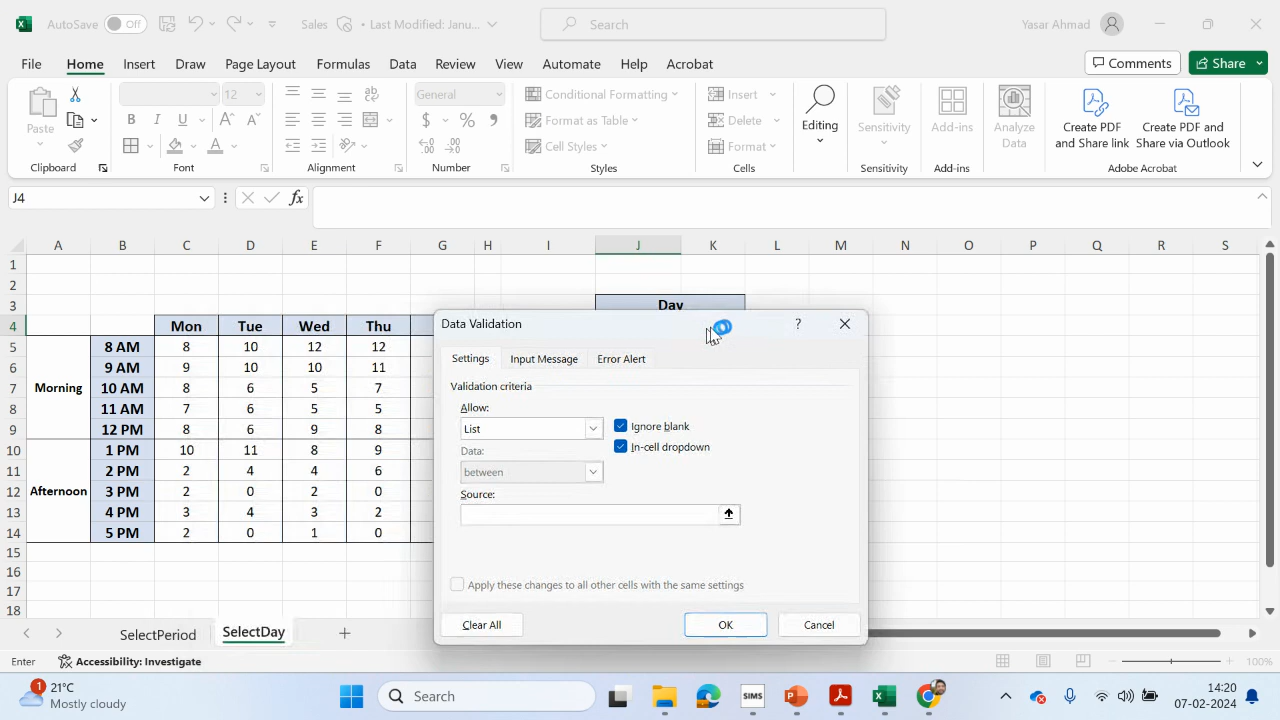 AutoSave Off Sales • Last Modified: Janu... Search Yasar Ahmad
File Home Insert Draw Page Layout Formulas Data Review View Automate Help Acrobat Comments Share
Paste 12 General Conditional Formatting Insert Editing Sensitivity Add-ins Analyze Data Create PDF and Share link Create PDF and Share via Outlook
B I U A A $ % Format as Table Delete
A Cell Styles Format
Clipboard Font Alignment Number Styles Cells Sensitivity Add-ins Adobe Acrobat
J4 fx
A B C D E F G H I J K L M N O P Q R S
1
2
3 Day
4 Mon Tue Wed Thu
5 8 AM 8 10 12 12
6 9 AM 9 10 10 11
7 Morning 10 AM 8 6 5 7
8 11 AM 7 6 5 5
9 12 PM 8 6 9 8
10 1 PM 10 11 8 9
11 2 PM 2 4 4 6
12 Afternoon 3 PM 2 0 2 0
13 4 PM 3 4 3 2
14 5 PM 2 0 1 0
15
16
17
18
Data Validation ?
Settings Input Message Error Alert
Validation criteria
Allow:
List Ignore blank
Data: In-cell dropdown
between
Source:
Apply these changes to all other cells with the same settings
Clear All OK Cancel
SelectPeriod SelectDay
Enter Accessibility: Investigate 100%
1 21°C
Mostly cloudy
Search SIMS
14:20
07-02-2024